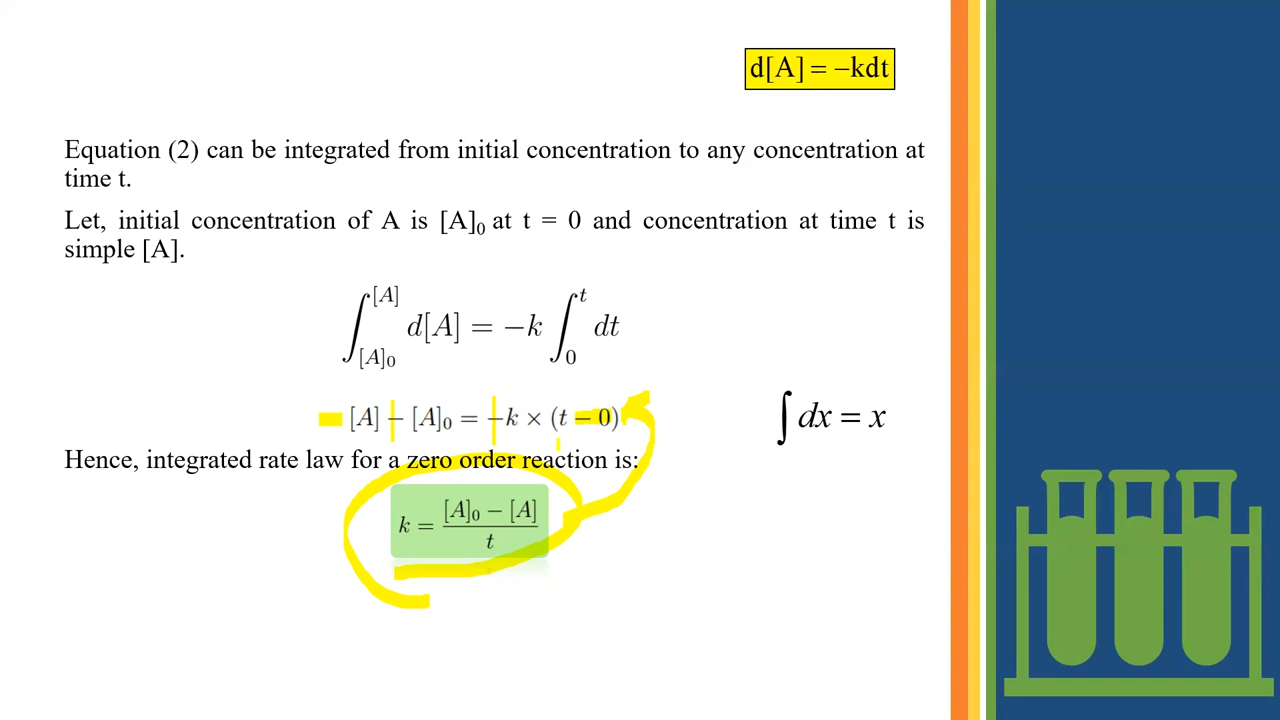 d[A] = −kdt
Equation (2) can be integrated from initial concentration to any concentration at
time t.
Let, initial concentration of A is [A]₀ at t = 0 and concentration at time t is
simple [A].
∫_{[A]₀}^{[A]} d[A] = −k ∫_0^t dt
[A] − [A]₀ = −k × (t − 0)
∫ dx = x
Hence, integrated rate law for a zero order reaction is:
k = ([A]₀ − [A]) / t